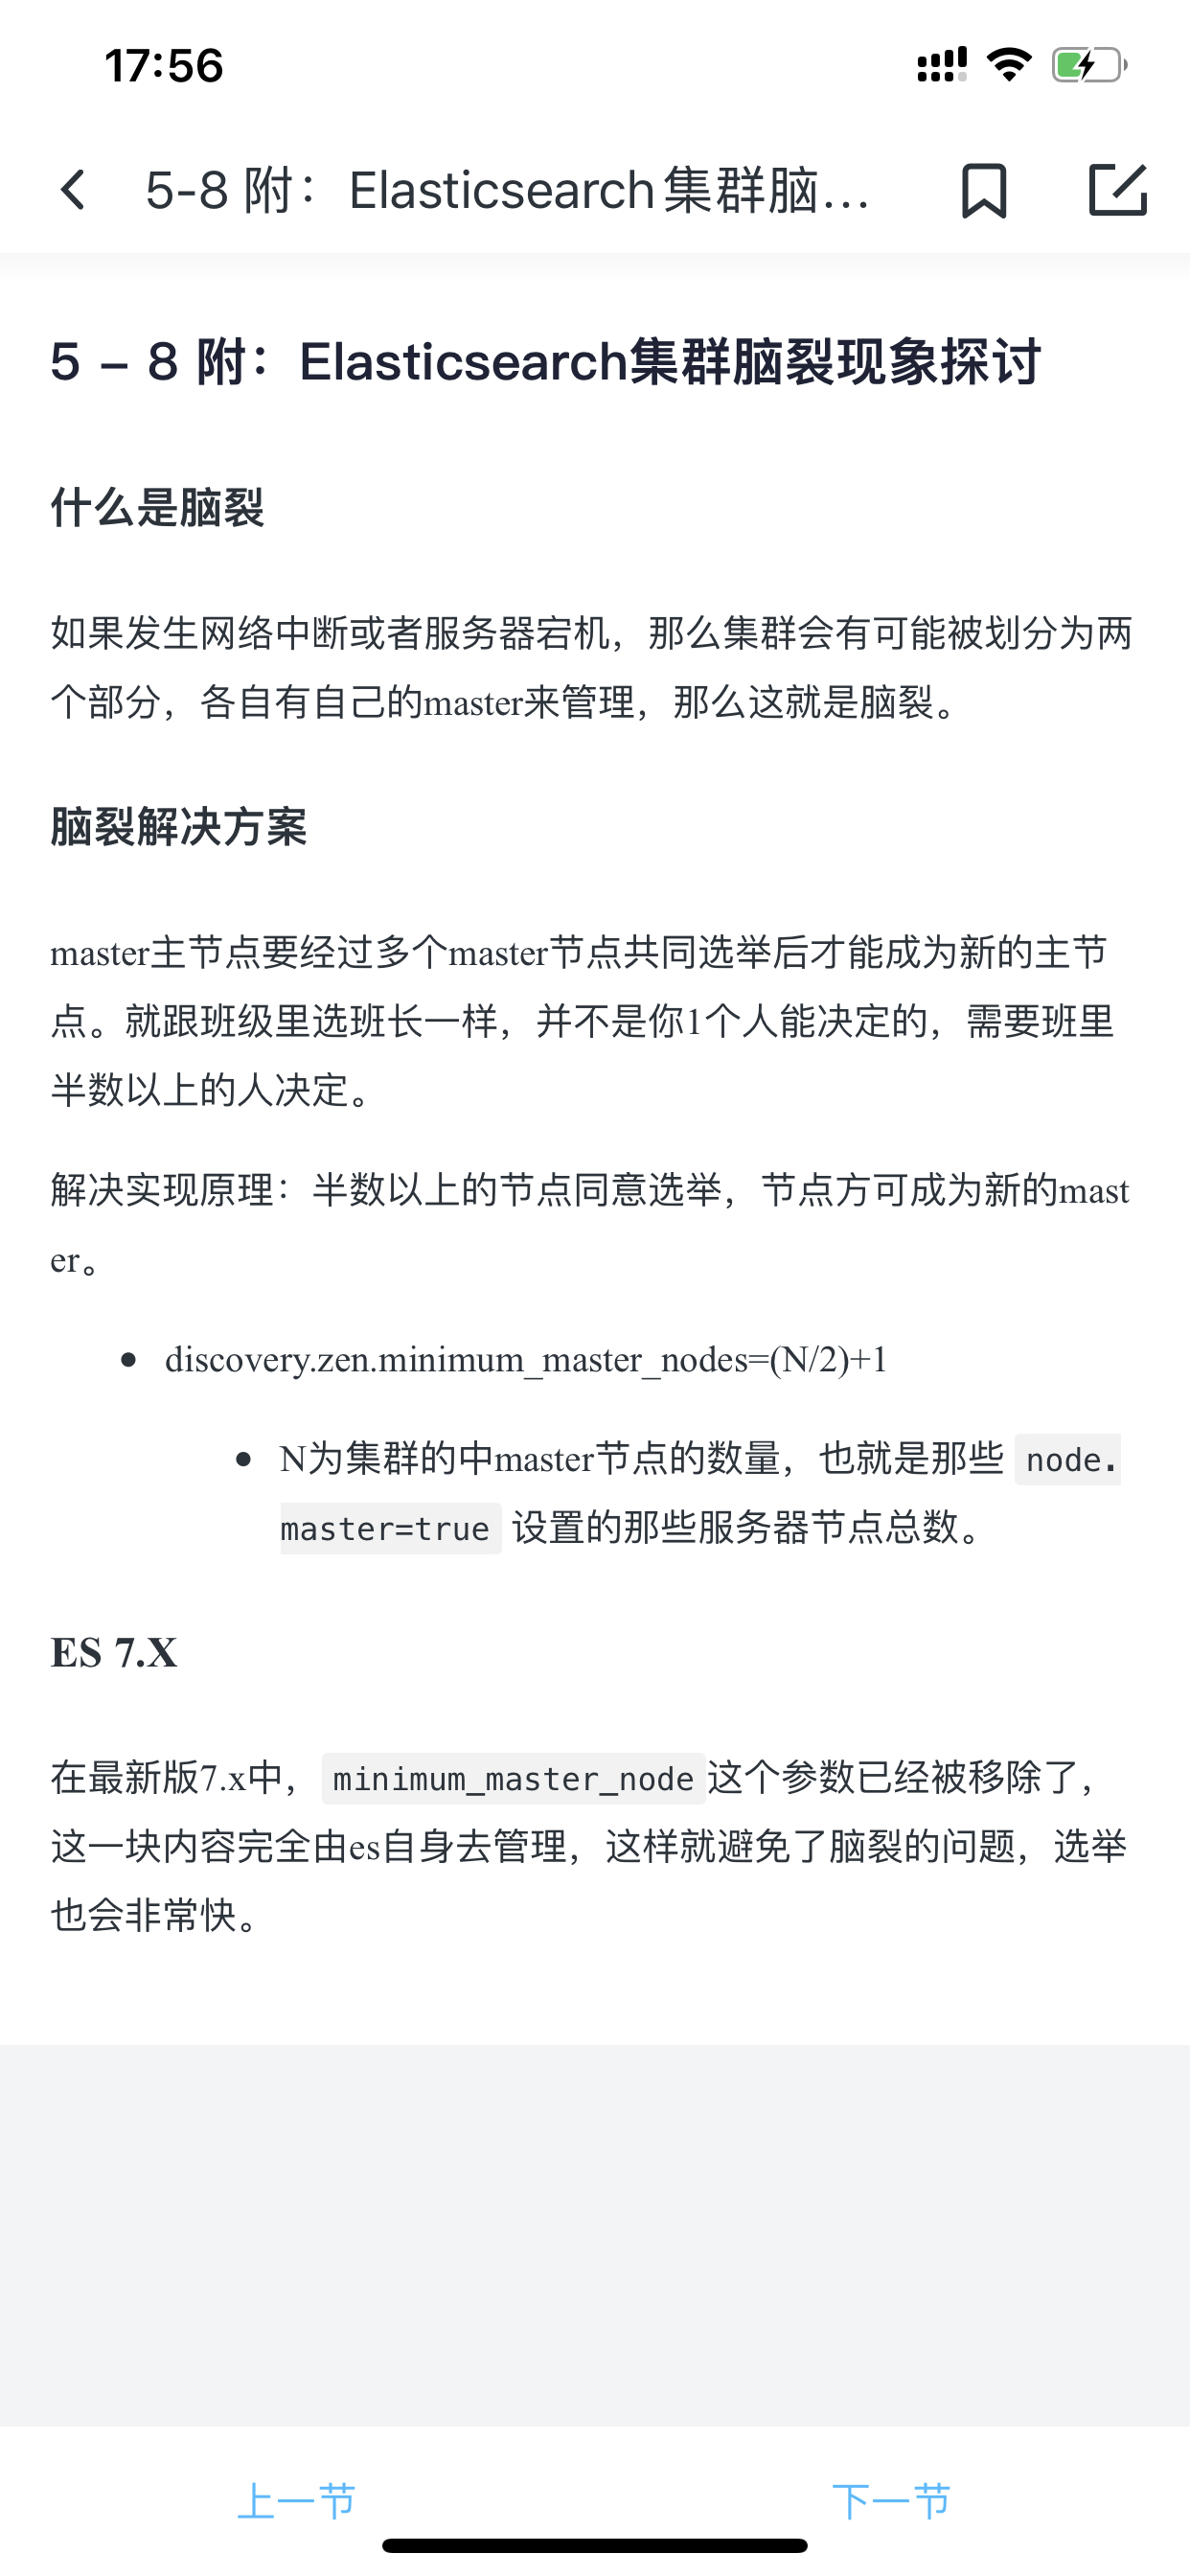 17:56
5-8 附：Elasticsearch集群脑...
5 – 8 附：Elasticsearch集群脑裂现象探讨
什么是脑裂
如果发生网络中断或者服务器宕机，那么集群会有可能被划分为两
个部分，各自有自己的master来管理，那么这就是脑裂。
脑裂解决方案
master主节点要经过多个master节点共同选举后才能成为新的主节
点。就跟班级里选班长一样，并不是你1个人能决定的，需要班里
半数以上的人决定。
解决实现原理：半数以上的节点同意选举，节点方可成为新的mast
er。
• discovery.zen.minimum_master_nodes=(N/2)+1
• N为集群的中master节点的数量，也就是那些 node.
master=true 设置的那些服务器节点总数。
ES 7.X
在最新版7.x中， minimum_master_node 这个参数已经被移除了，
这一块内容完全由es自身去管理，这样就避免了脑裂的问题，选举
也会非常快。
上一节 下一节